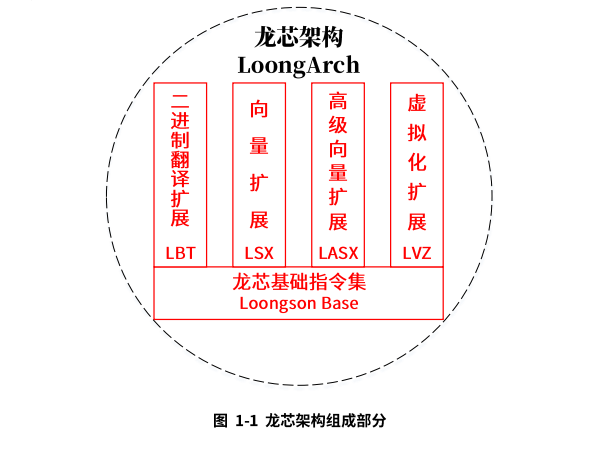 龙芯架构
LoongArch
二进制翻译扩展
LBT
向量扩展
LSX
高级向量扩展
LASX
虚拟化扩展
LVZ
龙芯基础指令集
Loongson Base
图 1-1 龙芯架构组成部分